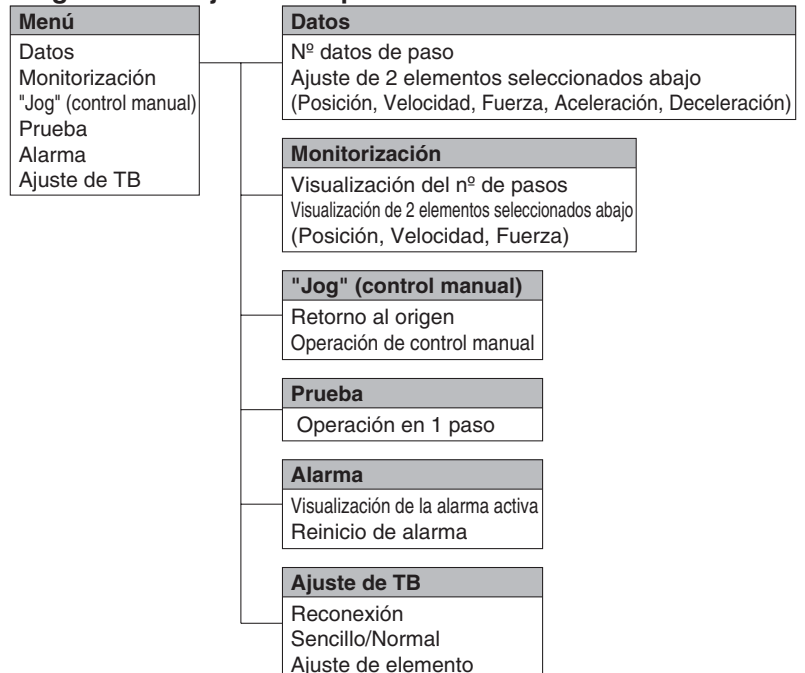 Menú
Datos
Monitorización
"Jog" (control manual)
Prueba
Alarma
Ajuste de TB
Datos
Nº datos de paso
Ajuste de 2 elementos seleccionados abajo
(Posición, Velocidad, Fuerza, Aceleración, Deceleración)
Monitorización
Visualización del nº de pasos
Visualización de 2 elementos seleccionados abajo
(Posición, Velocidad, Fuerza)
"Jog" (control manual)
Retorno al origen
Operación de control manual
Prueba
Operación en 1 paso
Alarma
Visualización de la alarma activa
Reinicio de alarma
Ajuste de TB
Reconexión
Sencillo/Normal
Ajuste de elemento